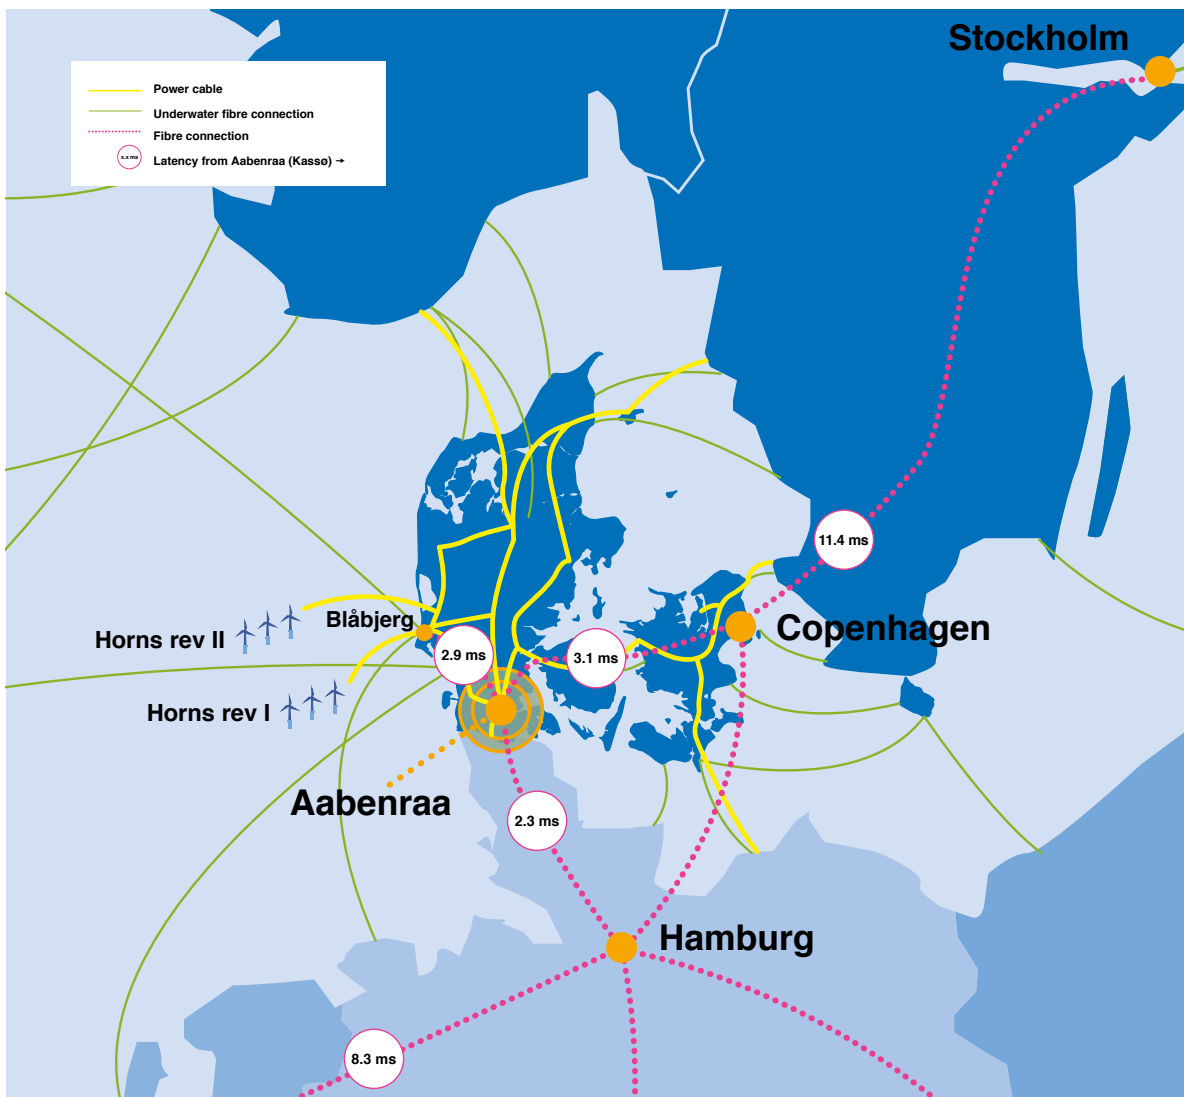 Stockholm
Power cable
Underwater fibre connection
Fibre connection
x.x ms
Latency from Aabenraa (Kassø) →
11.4 ms
Blåbjerg
Horns rev II
Copenhagen
2.9 ms
3.1 ms
Horns rev I
Aabenraa
2.3 ms
Hamburg
8.3 ms